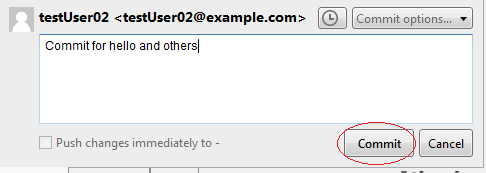 testUser02 <testUser02@example.com>
Commit options...
Commit for hello and others
Push changes immediately to -
Commit
Cancel